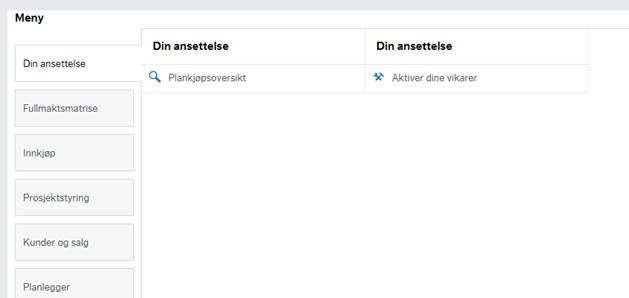 Meny
Din ansettelse
Fullmaktsmatrise
Innkjøp
Prosjektstyring
Kunder og salg
Planlegger
Din ansettelse
Plankjøpsoversikt
Din ansettelse
Aktiver dine vikarer